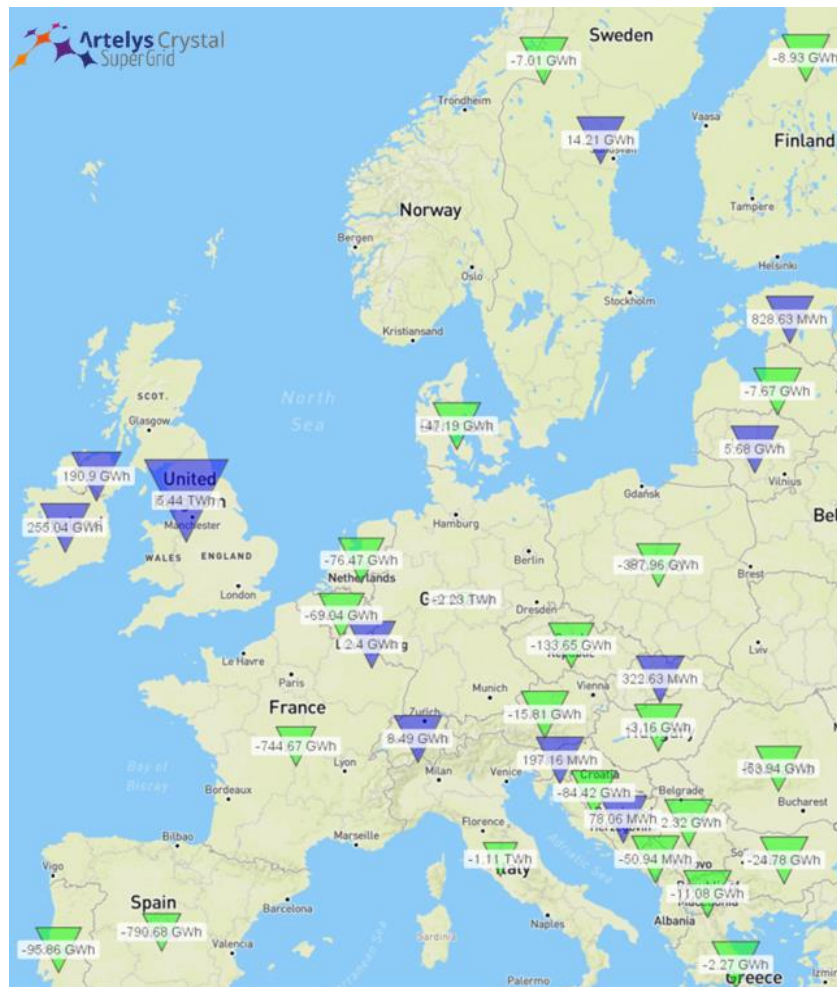 Artelys Crystal
SuperGrid
Sweden
-7.01 GWh
-8.93 GWh
Trondheim
Vaasa
14.21 GWh
Finland
Tampere
Norway
Bergen
Helsinki
Oslo
Stockholm
828.63 MWh
Kristiansand
SCOT.
North
Sea
-7.67 GWh
Glasgow
-47.19 GWh
5.68 GWh
190.9 GWh
United
Vilnius
5.44 TWh
Gdańsk
255.04 GWh
Manchester
Hamburg
Bel
WALES
ENGLAND
-76.47 GWh
Berlin
-387.96 GWh
Brest
Netherlands
London
-2.23 TWh
Dresden
-69.04 GWh
2.4 GWh
-133.65 GWh
Lviv
Le Havre
Paris
322.63 MWh
Munich
Vienna
France
Zurich
-15.81 GWh
-3.16 GWh
-744.67 GWh
8.49 GWh
197.16 MWh
Lyon
Milan
Venice
Croatia
Bay of
Biscay
-84.42 GWh
Belgrade
Bordeaux
Bucharest
78.06 MWh
2.32 GWh
Florence
Marseille
Adriatic Sea
Bilbao
-1.11 TWh
Italy
-50.94 MWh
-24.78 GWh
Vigo
-11.08 GWh
Spain
Barcelona
Albania
Naples
-790.68 GWh
Sardinia
-95.86 GWh
Valencia
-2.27 GWh
Greece
Palermo
Izmir